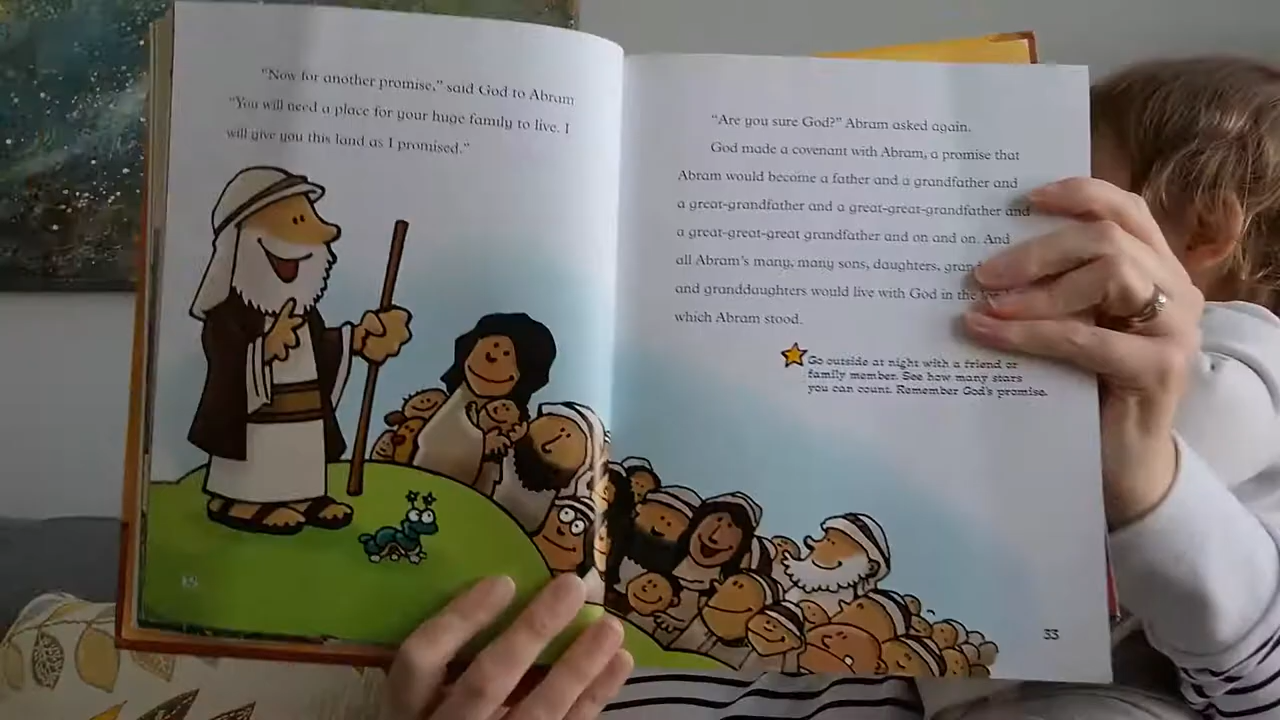 "Now for another promise," said God to Abram
"You will need a place for your huge family to live. I
will give you this land as I promised."
32
"Are you sure God?" Abram asked again.
God made a covenant with Abram, a promise that
Abram would become a father and a grandfather and
a great-grandfather and a great-great-grandfather and
a great-great-great grandfather and on and on. And
all Abram's many, many sons, daughters,
and granddaughters would live with God in the
which Abram stood.
Go outside at night with a friend or
family member. See how many stars
you can count. Remember God's promise.
33